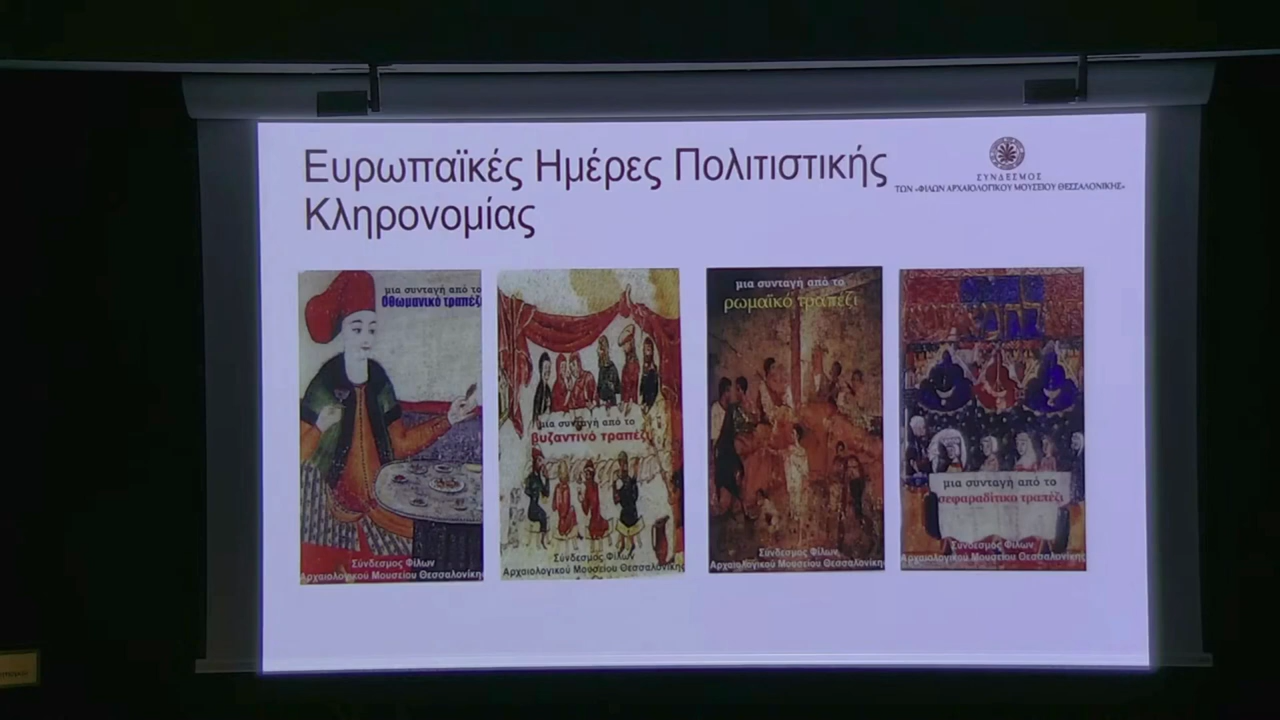 Ευρωπαϊκές Ημέρες Πολιτιστικής
Κληρονομίας
ΣΥΝΔΕΣΜΟΣ
ΤΩΝ «ΦΙΛΩΝ ΑΡΧΑΙΟΛΟΓΙΚΟΥ ΜΟΥΣΕΙΟΥ ΘΕΣΣΑΛΟΝΙΚΗΣ»
μια συνταγή από το
Οθωμανικό τραπέζι
Σύνδεσμος Φίλων
Αρχαιολογικού Μουσείου Θεσσαλονίκης
μια συνταγή από το
βυζαντινό τραπέζι
Σύνδεσμος Φίλων
Αρχαιολογικού Μουσείου Θεσσαλονίκης
μια συνταγή από το
ρωμαϊκό τραπέζι
Σύνδεσμος Φίλων
Αρχαιολογικού Μουσείου Θεσσαλονίκης
μια συνταγή από το
σεφαραδίτικο τραπέζι
Σύνδεσμος Φίλων
Αρχαιολογικού Μουσείου Θεσσαλονίκης